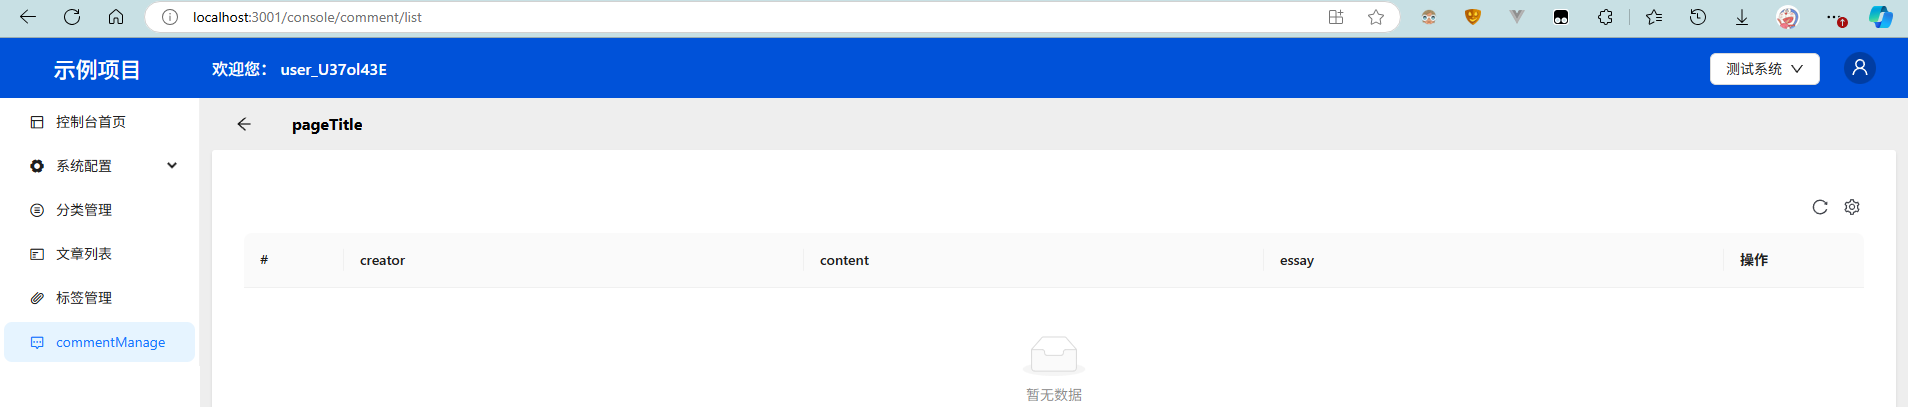 localhost:3001/console/comment/list
示例项目
欢迎您： user_U37ol43E
测试系统
控制台首页
系统配置
分类管理
文章列表
标签管理
commentManage
pageTitle
# creator content essay 操作
暂无数据